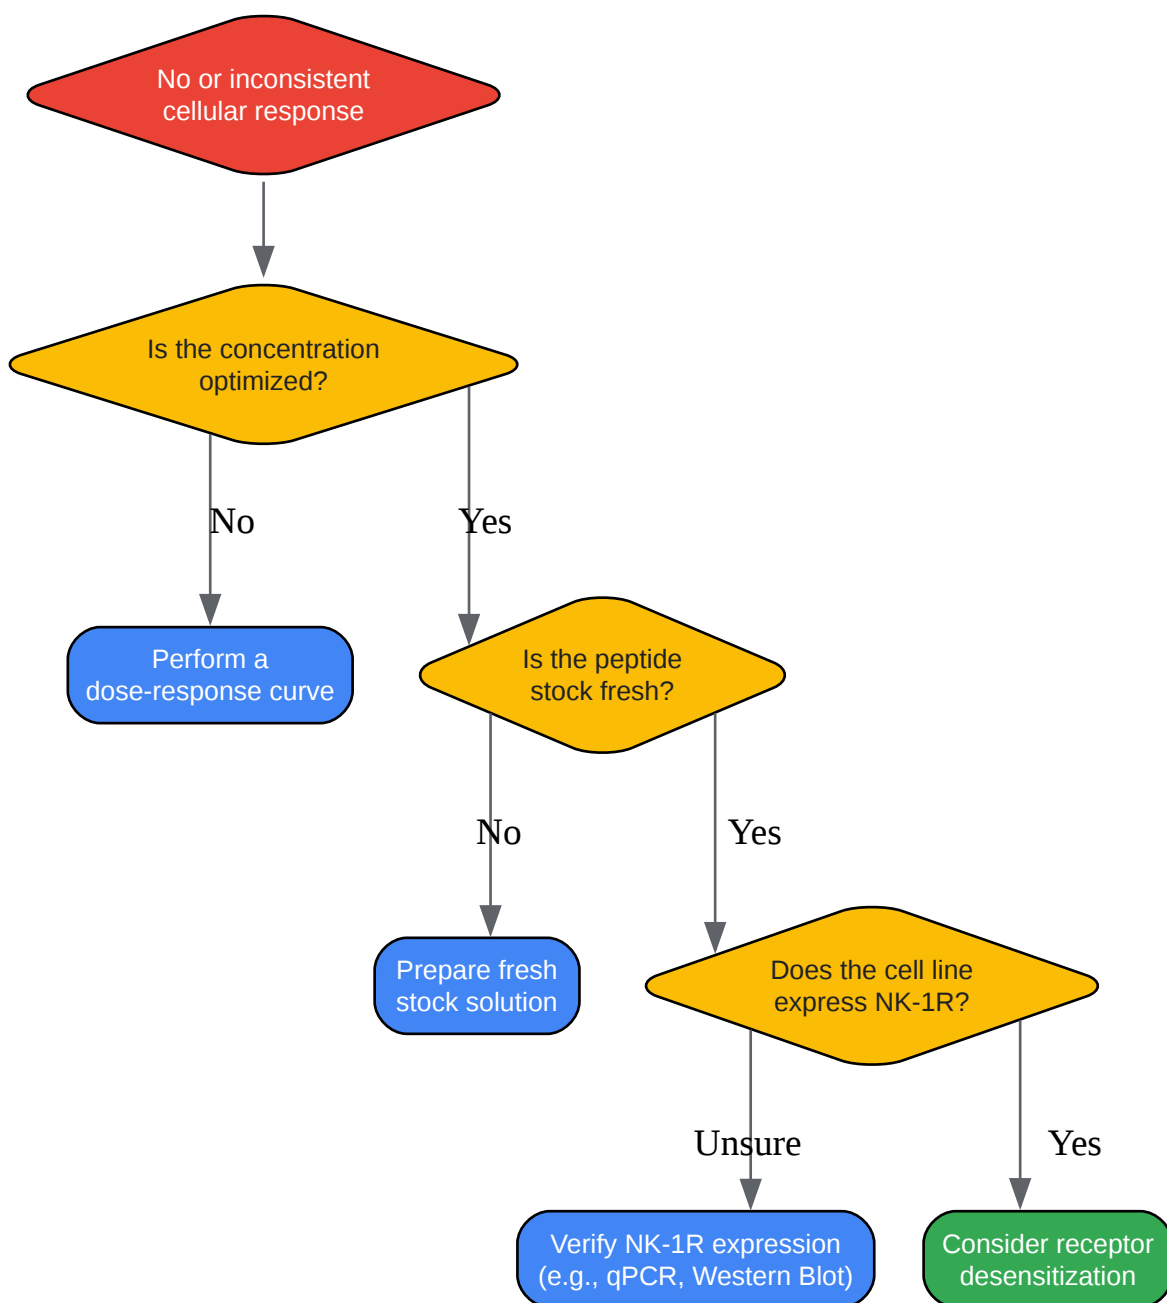 No or inconsistent
cellular response
Is the concentration
optimized?
No
Yes
Perform a
dose-response curve
Is the peptide
stock fresh?
No
Yes
Prepare fresh
stock solution
Does the cell line
express NK-1R?
Unsure
Yes
Verify NK-1R expression
(e.g., qPCR, Western Blot)
Consider receptor
desensitization